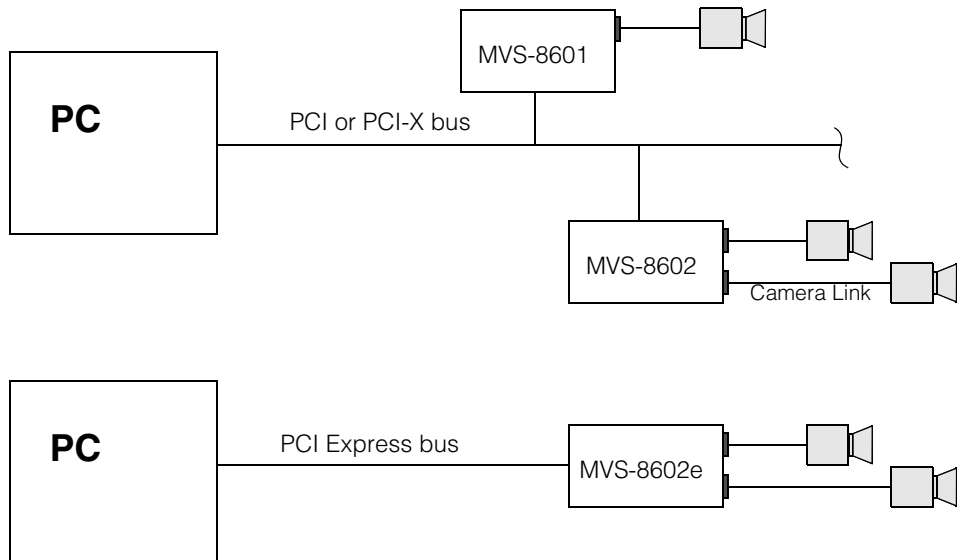 MVS-8601
PC
PCI or PCI-X bus
MVS-8602
Camera Link
PC
PCI Express bus
MVS-8602e